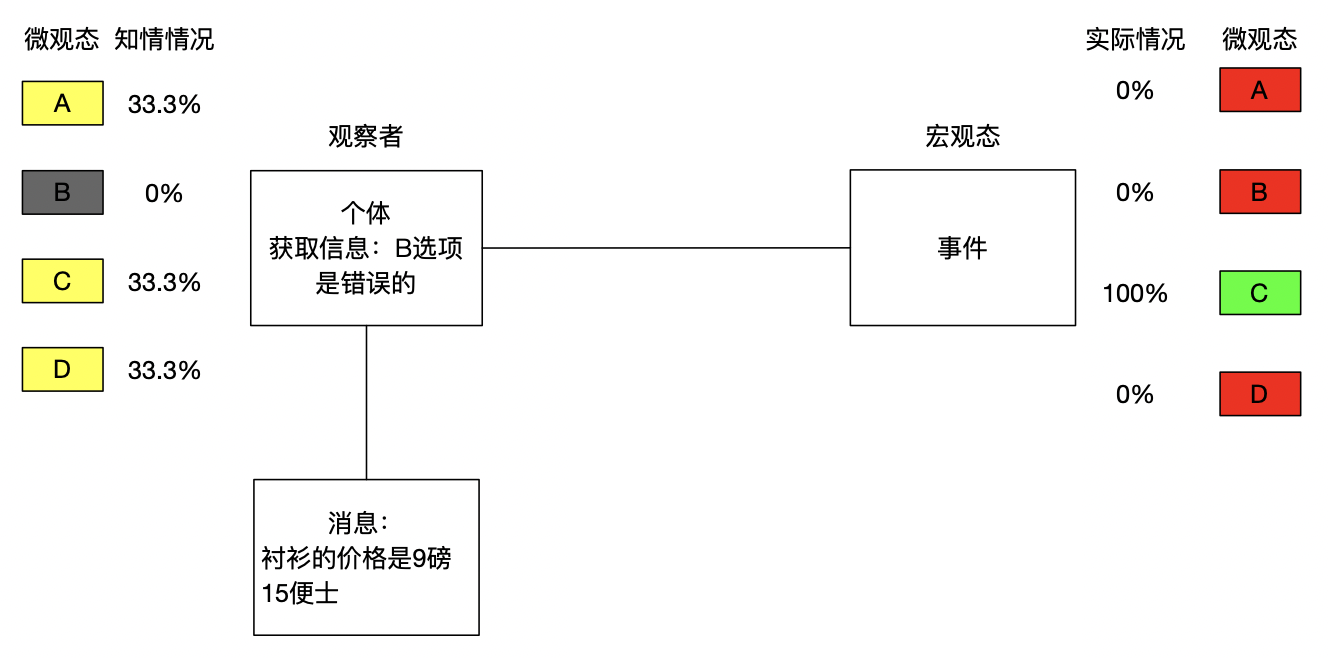 微观态 知情情况
A 33.3%
B 0%
C 33.3%
D 33.3%
观察者
个体
获取信息：B选项
是错误的
消息：
衬衫的价格是9磅
15便士
宏观态
事件
实际情况 微观态
0% A
0% B
100% C
0% D